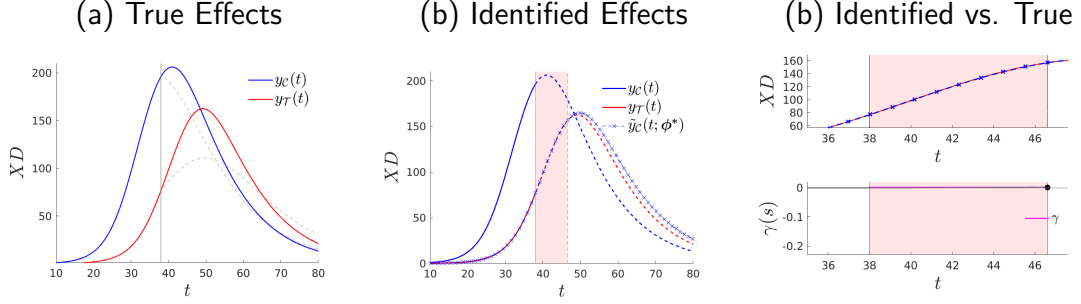 (a) True Effects
200
150
100
50
10 20 30 40 50 60 70 80
XD
t
y_C(t)
y_T(t)
(b) Identified Effects
200
150
100
50
0
10 20 30 40 50 60 70 80
XD
t
y_C(t)
y_T(t)
ỹ_C(t; ϕ*)
(b) Identified vs. True
160
140
120
100
80
60
36 38 40 42 44 46
XD
t
0
-0.1
-0.2
36 38 40 42 44 46
γ(s)
γ
t